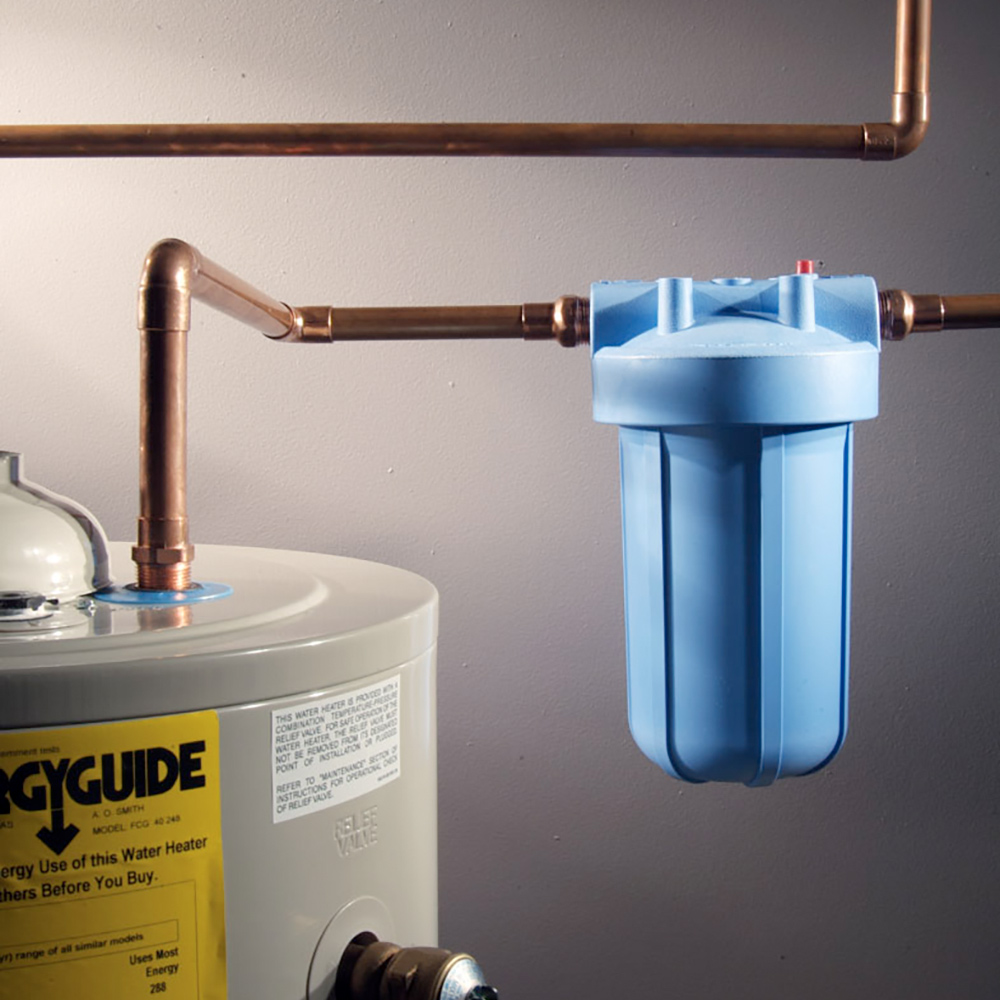 THIS WATER HEATER IS PROVIDED WITH A
COMBINATION TEMPERATURE-PRESSURE
RELIEF VALVE. FOR SAFE OPERATION OF THE
WATER HEATER, THE RELIEF VALVE MUST
NOT BE REMOVED FROM ITS DESIGNATED
POINT OF INSTALLATION OR PLUGGED.
REFER TO "MAINTENANCE" SECTION OF
INSTRUCTIONS FOR OPERATIONAL CHECK
OF RELIEF VALVE.
RELIEF
VALVE
ernment tests
RGYGUIDE
A. O. SMITH
MODEL: FCG 40 248
ergy Use of this Water Heater
thers Before You Buy.
yr) range of all similar models
Uses Most
Energy
288